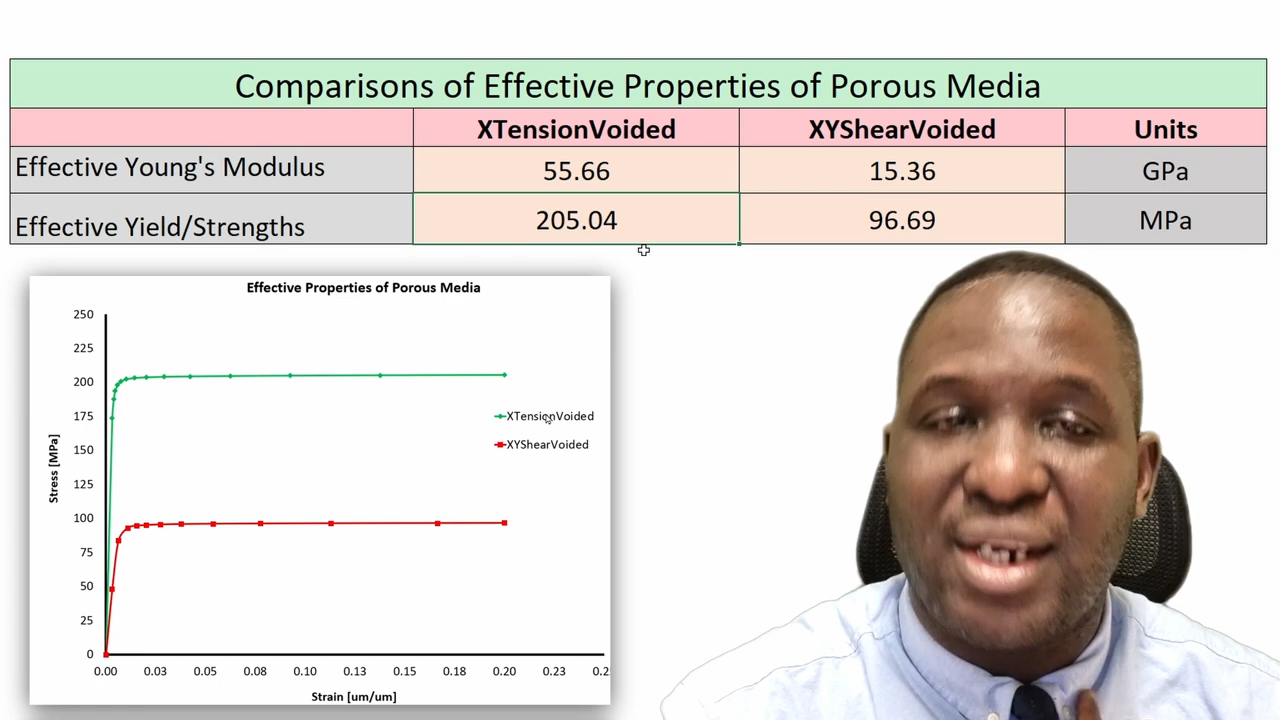 Comparisons of Effective Properties of Porous Media
XTensionVoided XYShearVoided Units
Effective Young's Modulus 55.66 15.36 GPa
Effective Yield/Strengths 205.04 96.69 MPa
Effective Properties of Porous Media
250
225
200
175
150
125
100
75
50
25
0
Stress [MPa]
XTensionVoided
XYShearVoided
0.00 0.03 0.05 0.08 0.10 0.13 0.15 0.18 0.20 0.23 0.2
Strain [um/um]